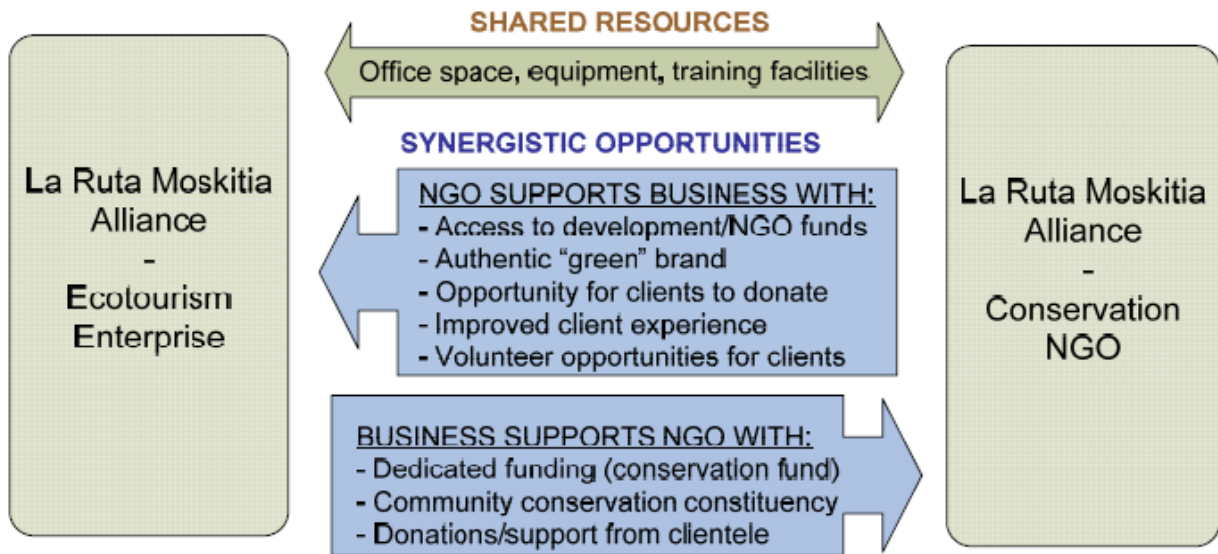 SHARED RESOURCES
Office space, equipment, training facilities
SYNERGISTIC OPPORTUNITIES
La Ruta Moskitia
Alliance
-
Ecotourism
Enterprise
NGO SUPPORTS BUSINESS WITH:
- Access to development/NGO funds
- Authentic “green” brand
- Opportunity for clients to donate
- Improved client experience
- Volunteer opportunities for clients
BUSINESS SUPPORTS NGO WITH:
- Dedicated funding (conservation fund)
- Community conservation constituency
- Donations/support from clientele
La Ruta Moskitia
Alliance
-
Conservation
NGO